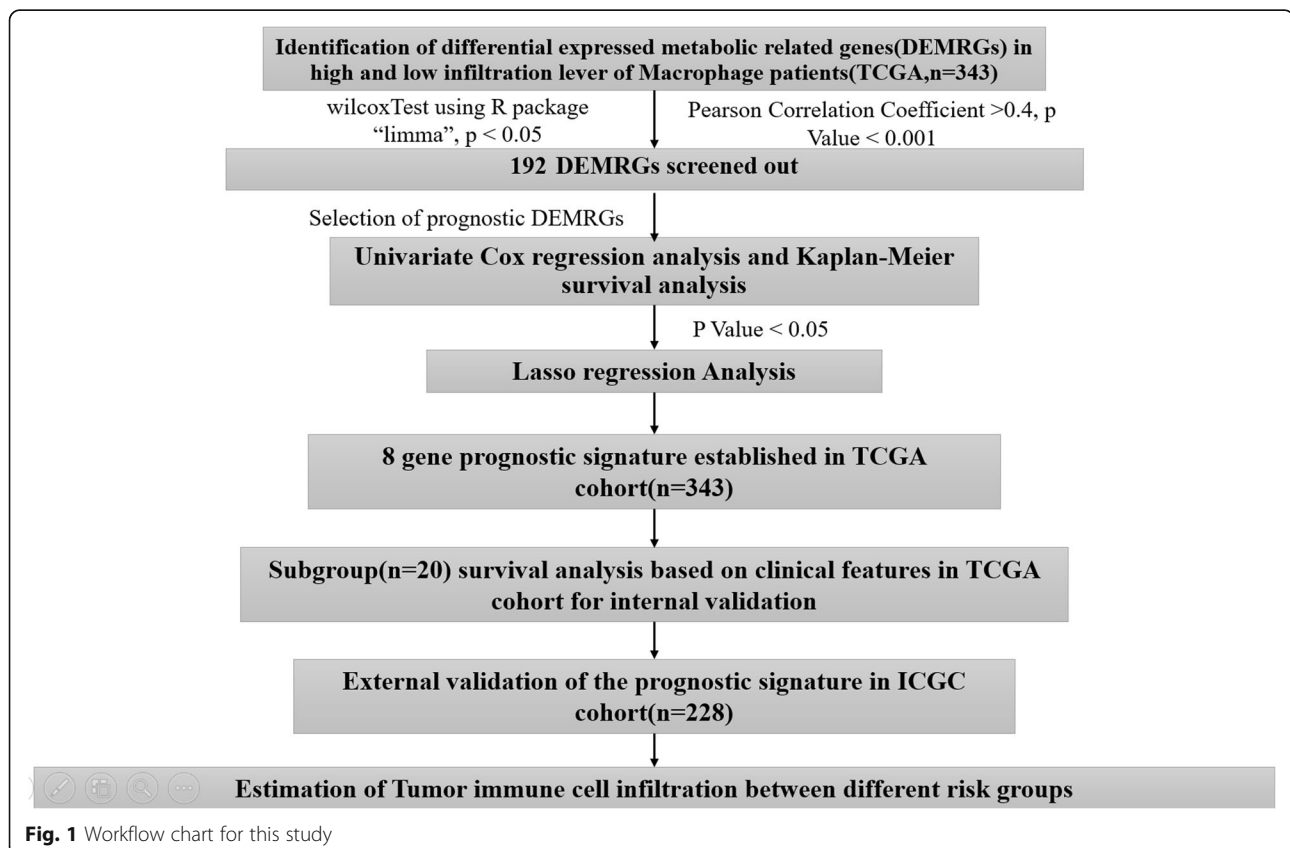 Identification of differential expressed metabolic related genes(DEMRGs) in
high and low infiltration lever of Macrophage patients(TCGA,n=343)
wilcoxTest using R package
“limma”, p < 0.05
Pearson Correlation Coefficient >0.4, p
Value < 0.001
192 DEMRGs screened out
Selection of prognostic DEMRGs
Univariate Cox regression analysis and Kaplan-Meier
survival analysis
P Value < 0.05
Lasso regression Analysis
8 gene prognostic signature established in TCGA
cohort(n=343)
Subgroup(n=20) survival analysis based on clinical features in TCGA
cohort for internal validation
External validation of the prognostic signature in ICGC
cohort(n=228)
Estimation of Tumor immune cell infiltration between different risk groups
Fig. 1 Workflow chart for this study